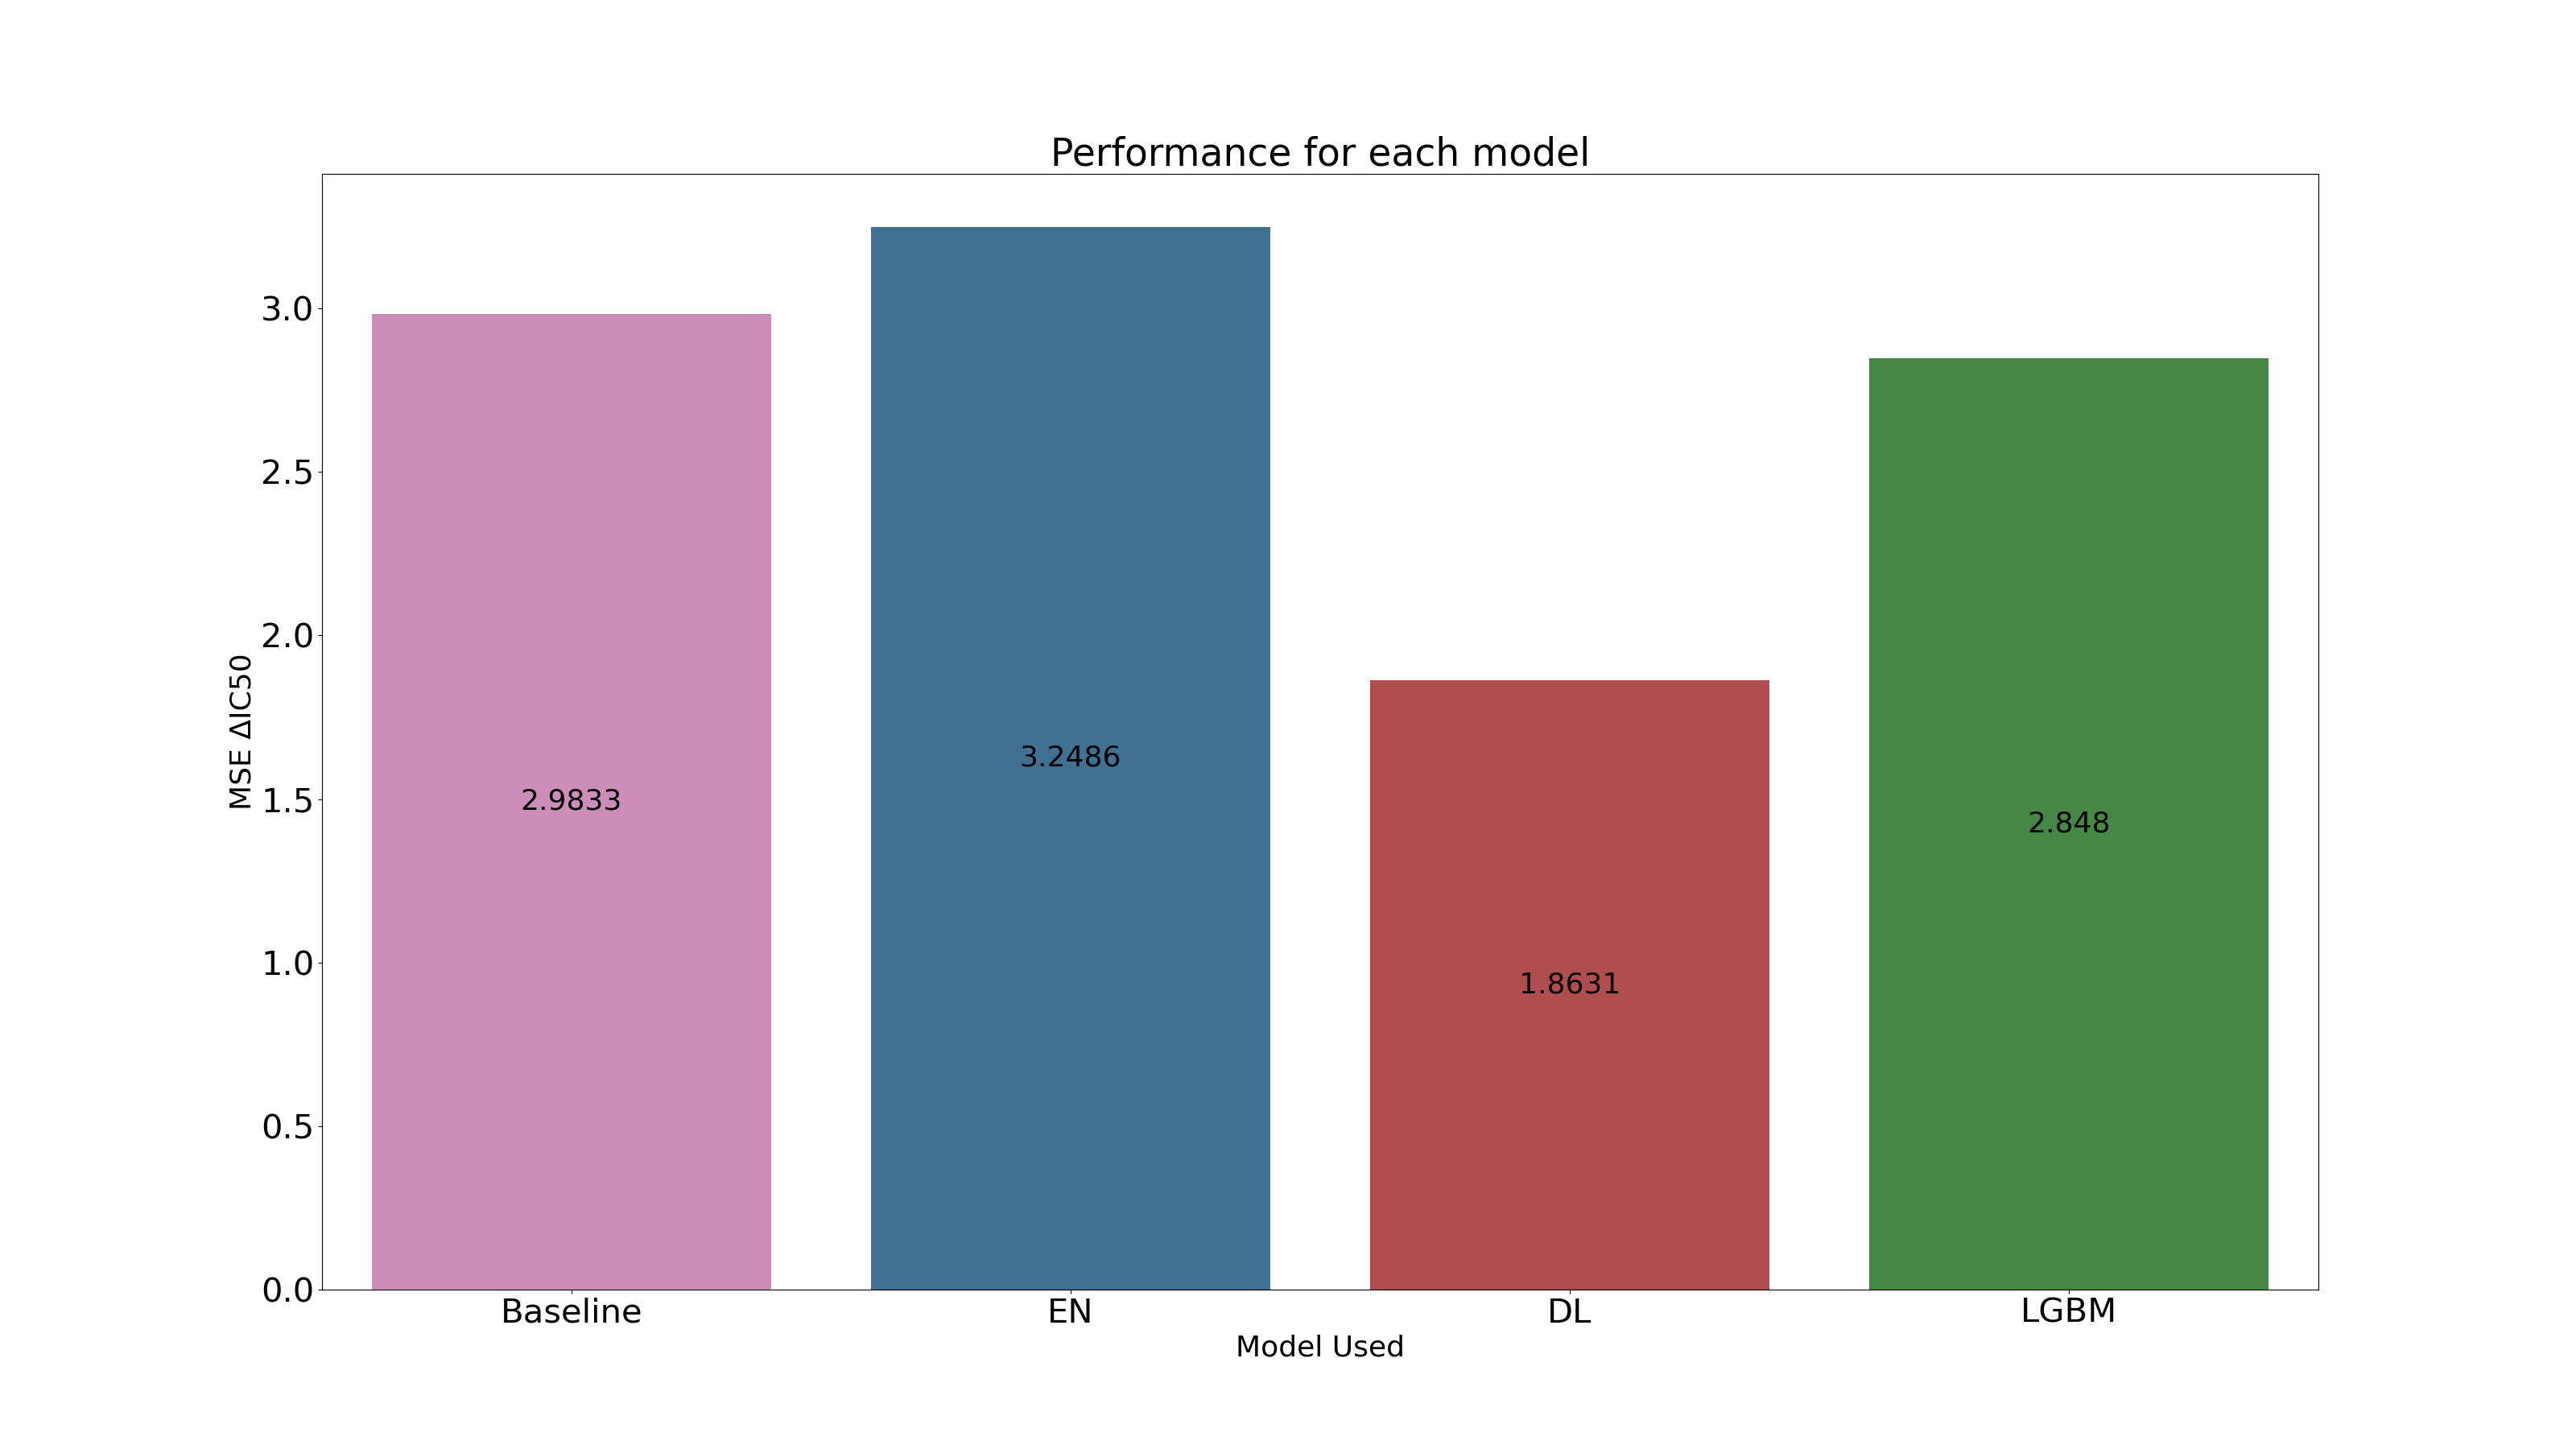 Performance for each model
MSE ΔIC50
3.0
2.5
2.0
1.5
1.0
0.5
0.0
2.9833
3.2486
1.8631
2.848
Baseline
EN
DL
LGBM
Model Used